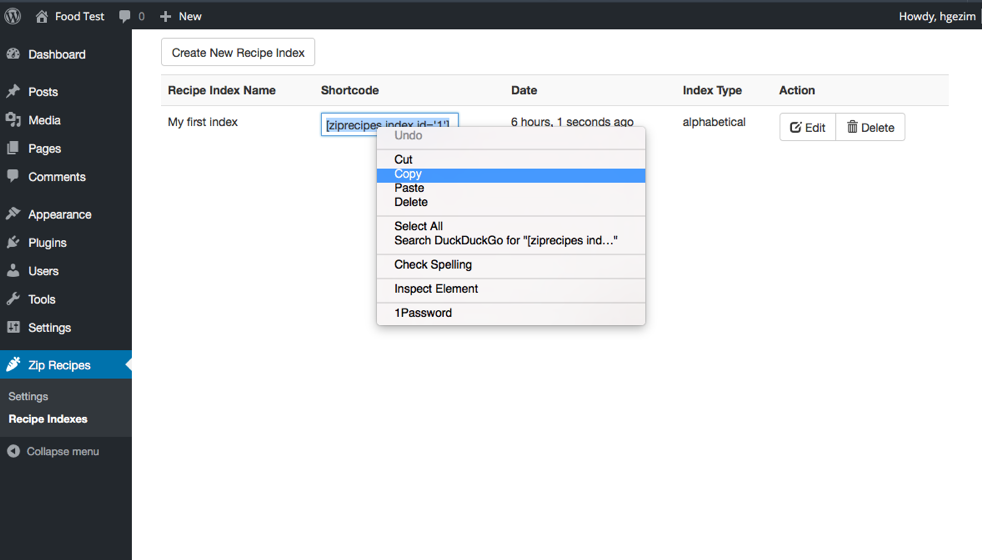 Food Test 0 New Howdy, hgezim
Dashboard
Posts
Media
Pages
Comments
Appearance
Plugins
Users
Tools
Settings
Zip Recipes
Settings
Recipe Indexes
Collapse menu
Create New Recipe Index
Recipe Index Name Shortcode Date Index Type Action
My first index [ziprecipes index id='1'] 6 hours, 1 seconds ago alphabetical Edit Delete
Undo
Cut
Copy
Paste
Delete
Select All
Search DuckDuckGo for "[ziprecipes ind…"
Check Spelling
Inspect Element
1Password